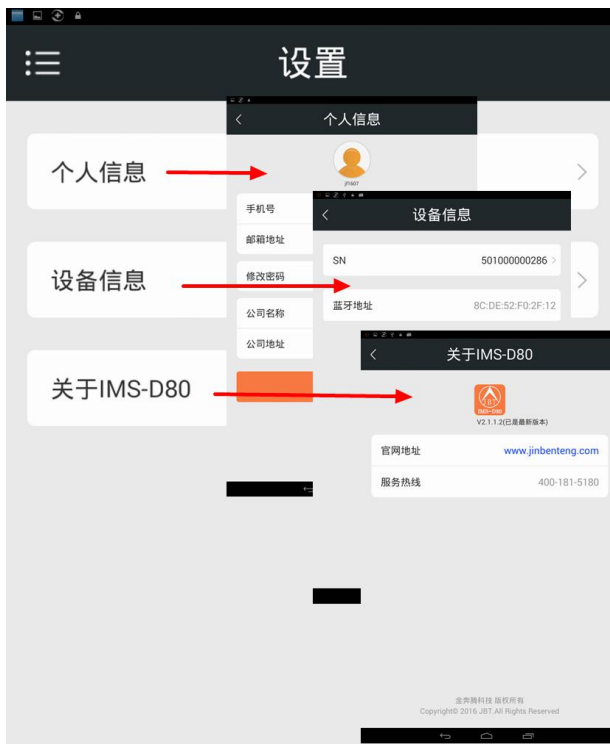 设置
个人信息
设备信息
关于IMS-D80
个人信息
jh607
手机号
邮箱地址
修改密码
公司名称
公司地址
设备信息
SN 501000000286
蓝牙地址 8C:DE:52:F0:2F:12
关于IMS-D80
JBT
IMS-D80
V2.1.1.2(已是最新版本)
官网地址 www.jinbenteng.com
服务热线 400-181-5180
金奔腾科技 版权所有
Copyright© 2016 JBT.All Rights Reserved